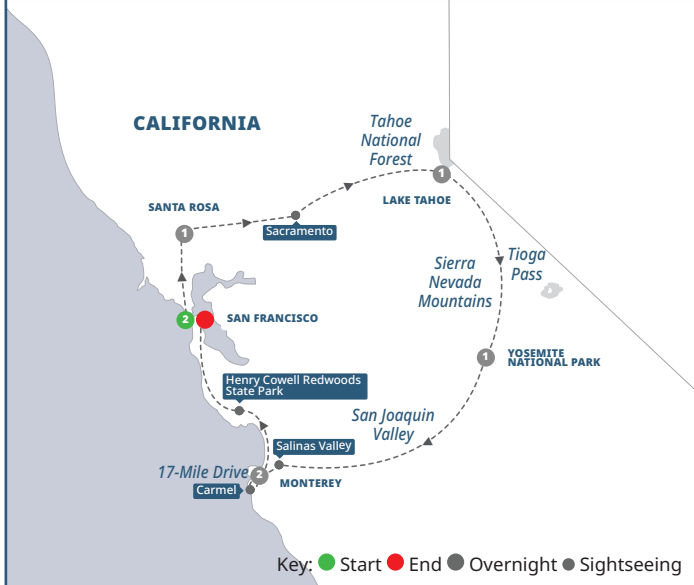 CALIFORNIA
Tahoe
National
Forest
1
LAKE TAHOE
SANTA ROSA
1
Sacramento
Sierra
Nevada
Mountains
Tioga
Pass
2
SAN FRANCISCO
1
YOSEMITE
NATIONAL PARK
Henry Cowell Redwoods
State Park
San Joaquin
Valley
Salinas Valley
17-Mile Drive
2
MONTEREY
Carmel
Key: Start End Overnight Sightseeing